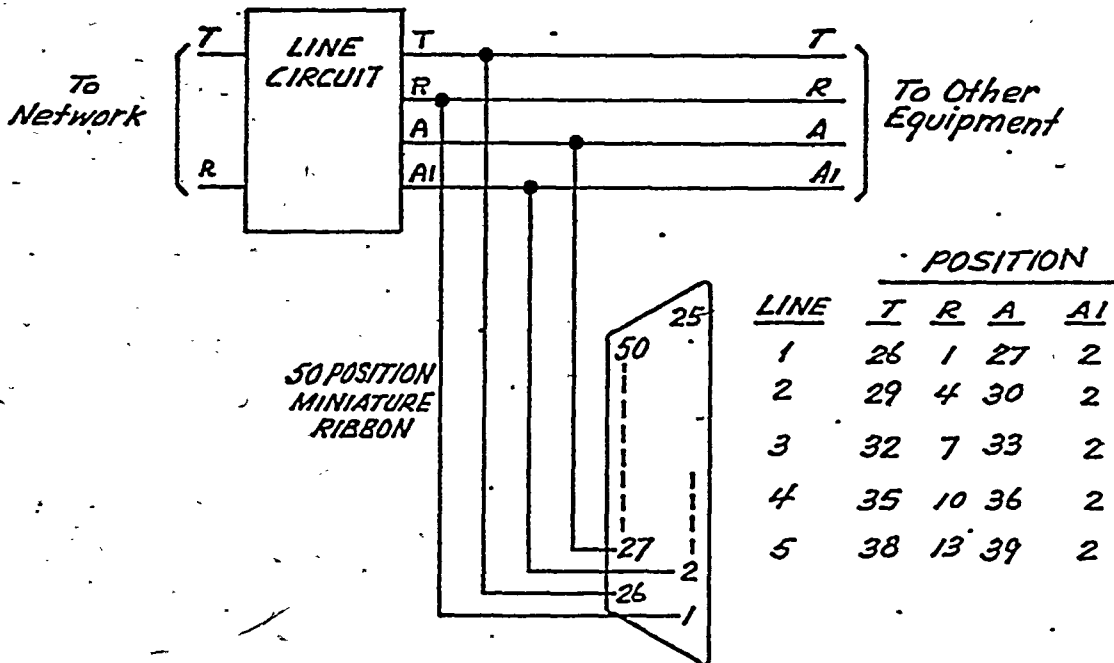 T
R
To
Network
LINE
CIRCUIT
T
R
A
A1
T
R
A
A1
To Other
Equipment
50 POSITION
MINIATURE
RIBBON
25
50
27
2
26
1
POSITION
LINE T R A A1
1 26 1 27 2
2 29 4 30 2
3 32 7 33 2
4 35 10 36 2
5 38 13 39 2